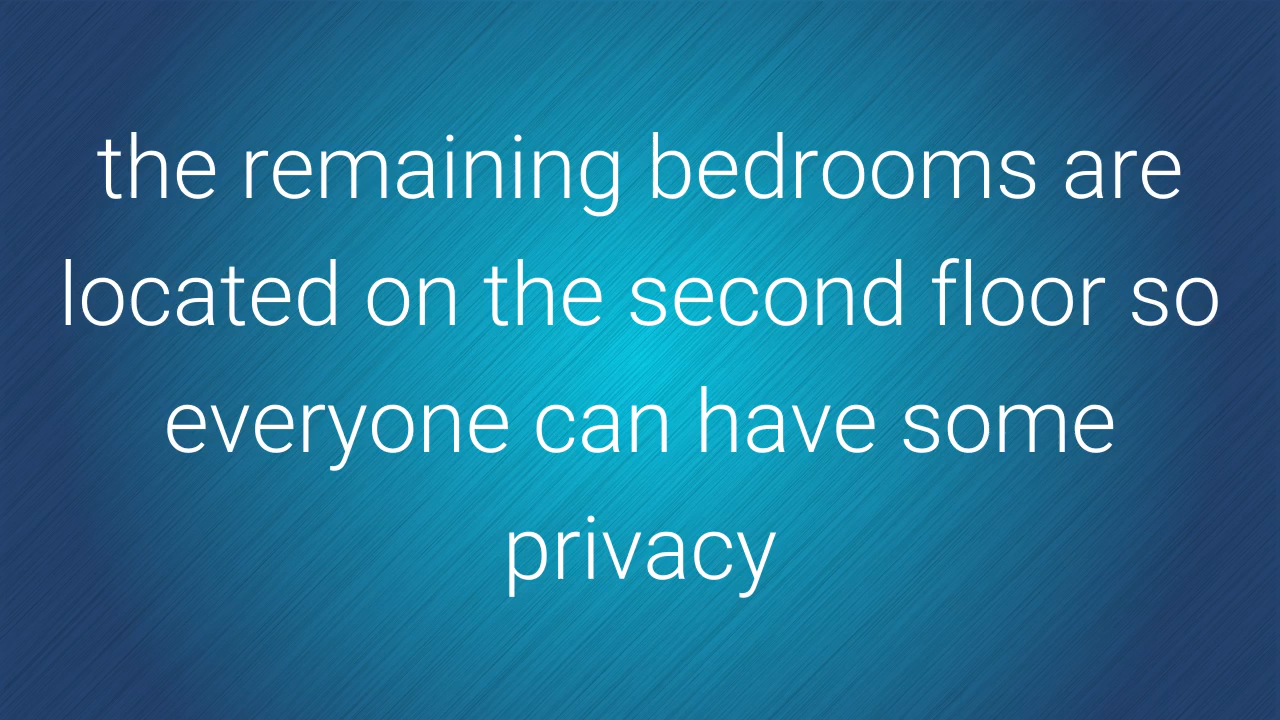 the remaining bedrooms are
located on the second floor so
everyone can have some
privacy